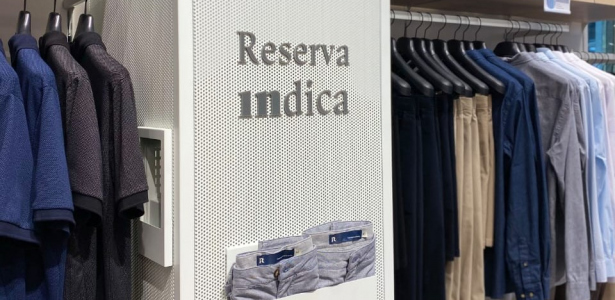 Reserva
ındica
R